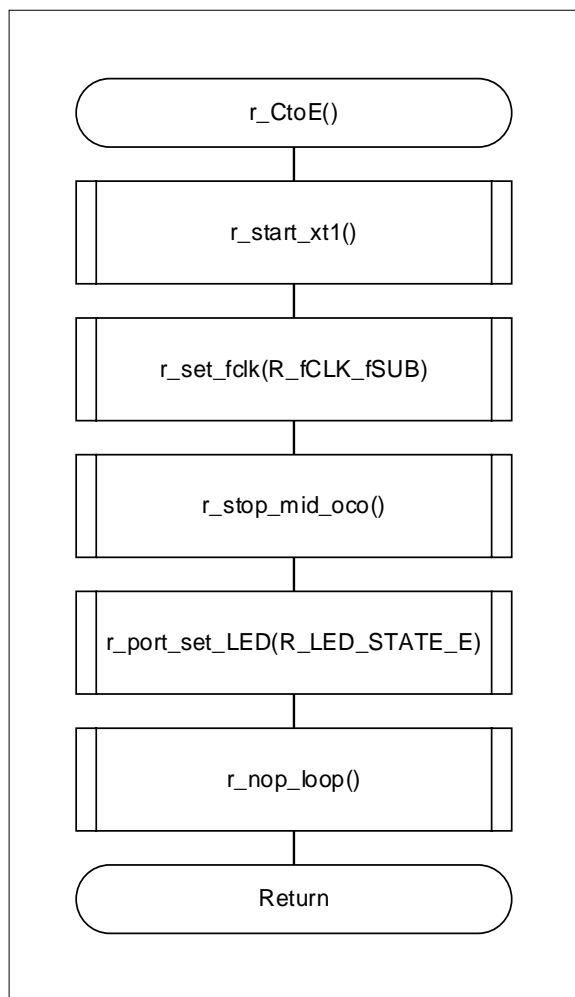 r_CtoE()
r_start_xt1()
r_set_fclk(R_fCLK_fSUB)
r_stop_mid_oco()
r_port_set_LED(R_LED_STATE_E)
r_nop_loop()
Return